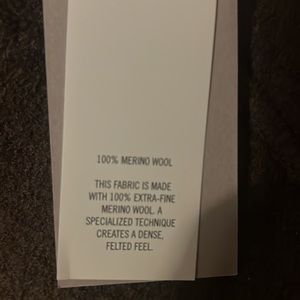 100% MERINO WOOL
THIS FABRIC IS MADE
WITH 100% EXTRA-FINE
MERINO WOOL. A
SPECIALIZED TECHNIQUE
CREATES A DENSE,
FELTED FEEL.